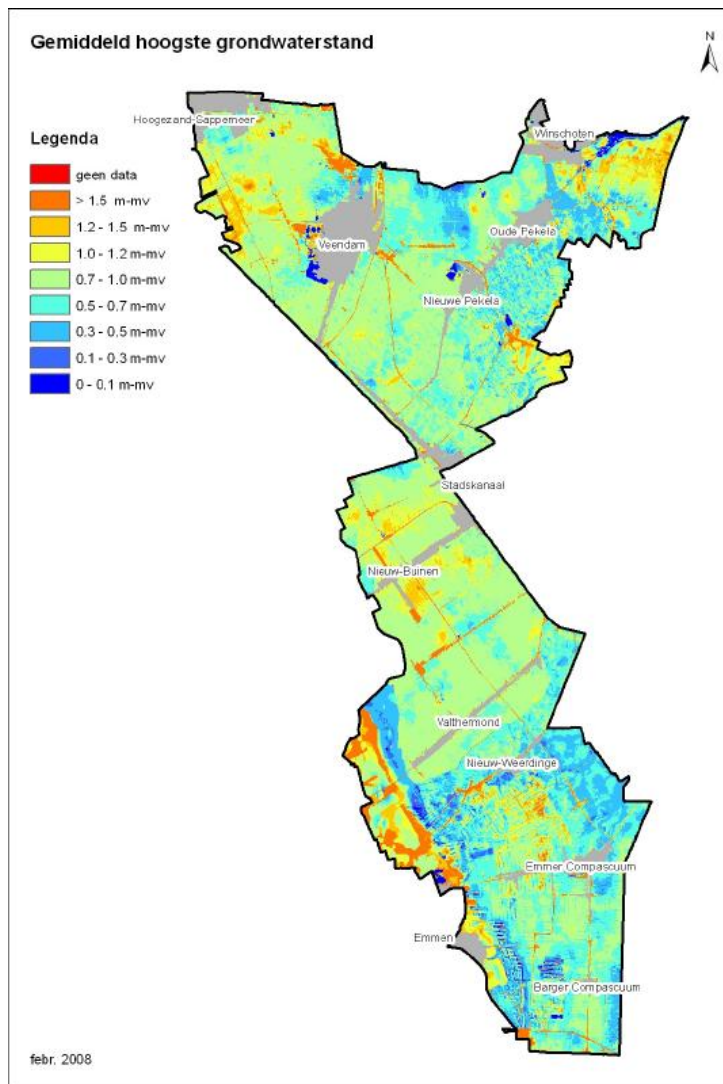 Gemiddeld hoogste grondwaterstand
N
Legenda
geen data
> 1.5 m-mv
1.2 - 1.5 m-mv
1.0 - 1.2 m-mv
0.7 - 1.0 m-mv
0.5 - 0.7 m-mv
0.3 - 0.5 m-mv
0.1 - 0.3 m-mv
0 - 0.1 m-mv
Hoogezand-Sappemeer
Winschoten
Oude Pekela
Veendam
Nieuwe Pekela
Stadskanaal
Nieuw-Buinen
Valthermond
Nieuw-Weerdinge
Emmer Compascuum
Emmen
Barger Compascuum
febr. 2008